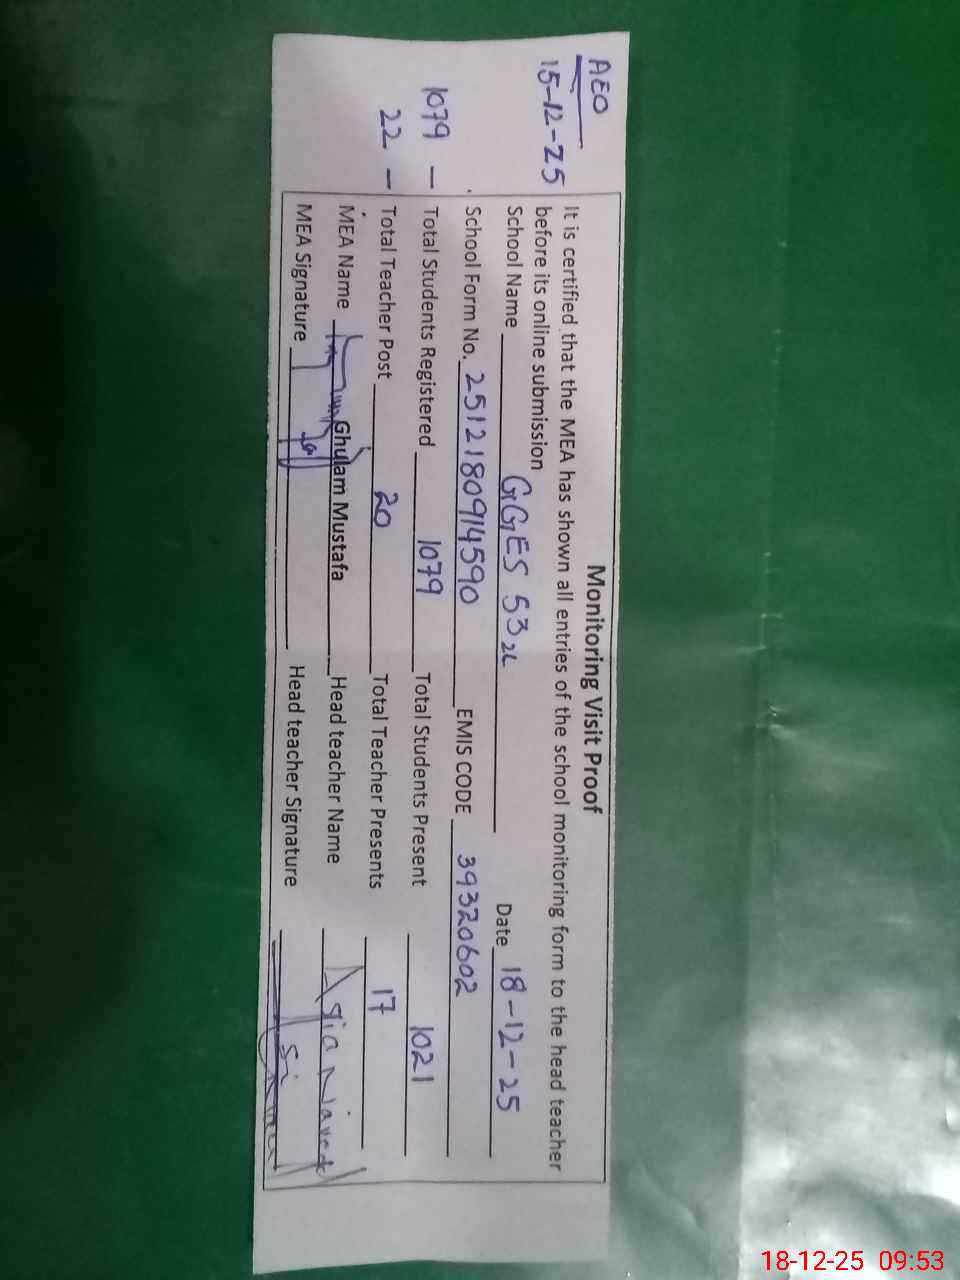 AEO
15-12-25
1079 -
22 -
Monitoring Visit Proof
It is certified that the MEA has shown all entries of the school monitoring form to the head teacher
before its online submission
School Name GGES 53 2L Date 18-12-25
School Form No. 2512180914590 EMIS CODE 39320602
Total Students Registered 1079 Total Students Present 1021
Total Teacher Post 20 Total Teacher Presents 17
MEA Name Ghulam Mustafa Head teacher Name
MEA Signature Head teacher Signature
18-12-25 09:53